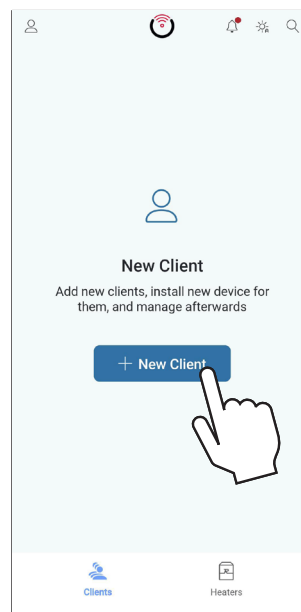 New Client
Add new clients, install new device for
them, and manage afterwards
+ New Client
Clients
Heaters